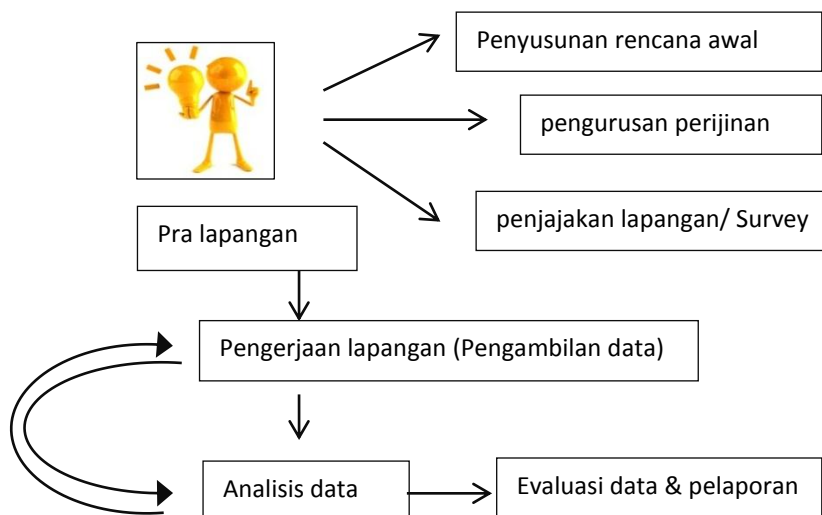 Penyusunan rencana awal
pengurusan perijinan
penjajakan lapangan/ Survey
Pra lapangan
Pengerjaan lapangan (Pengambilan data)
Analisis data
Evaluasi data & pelaporan